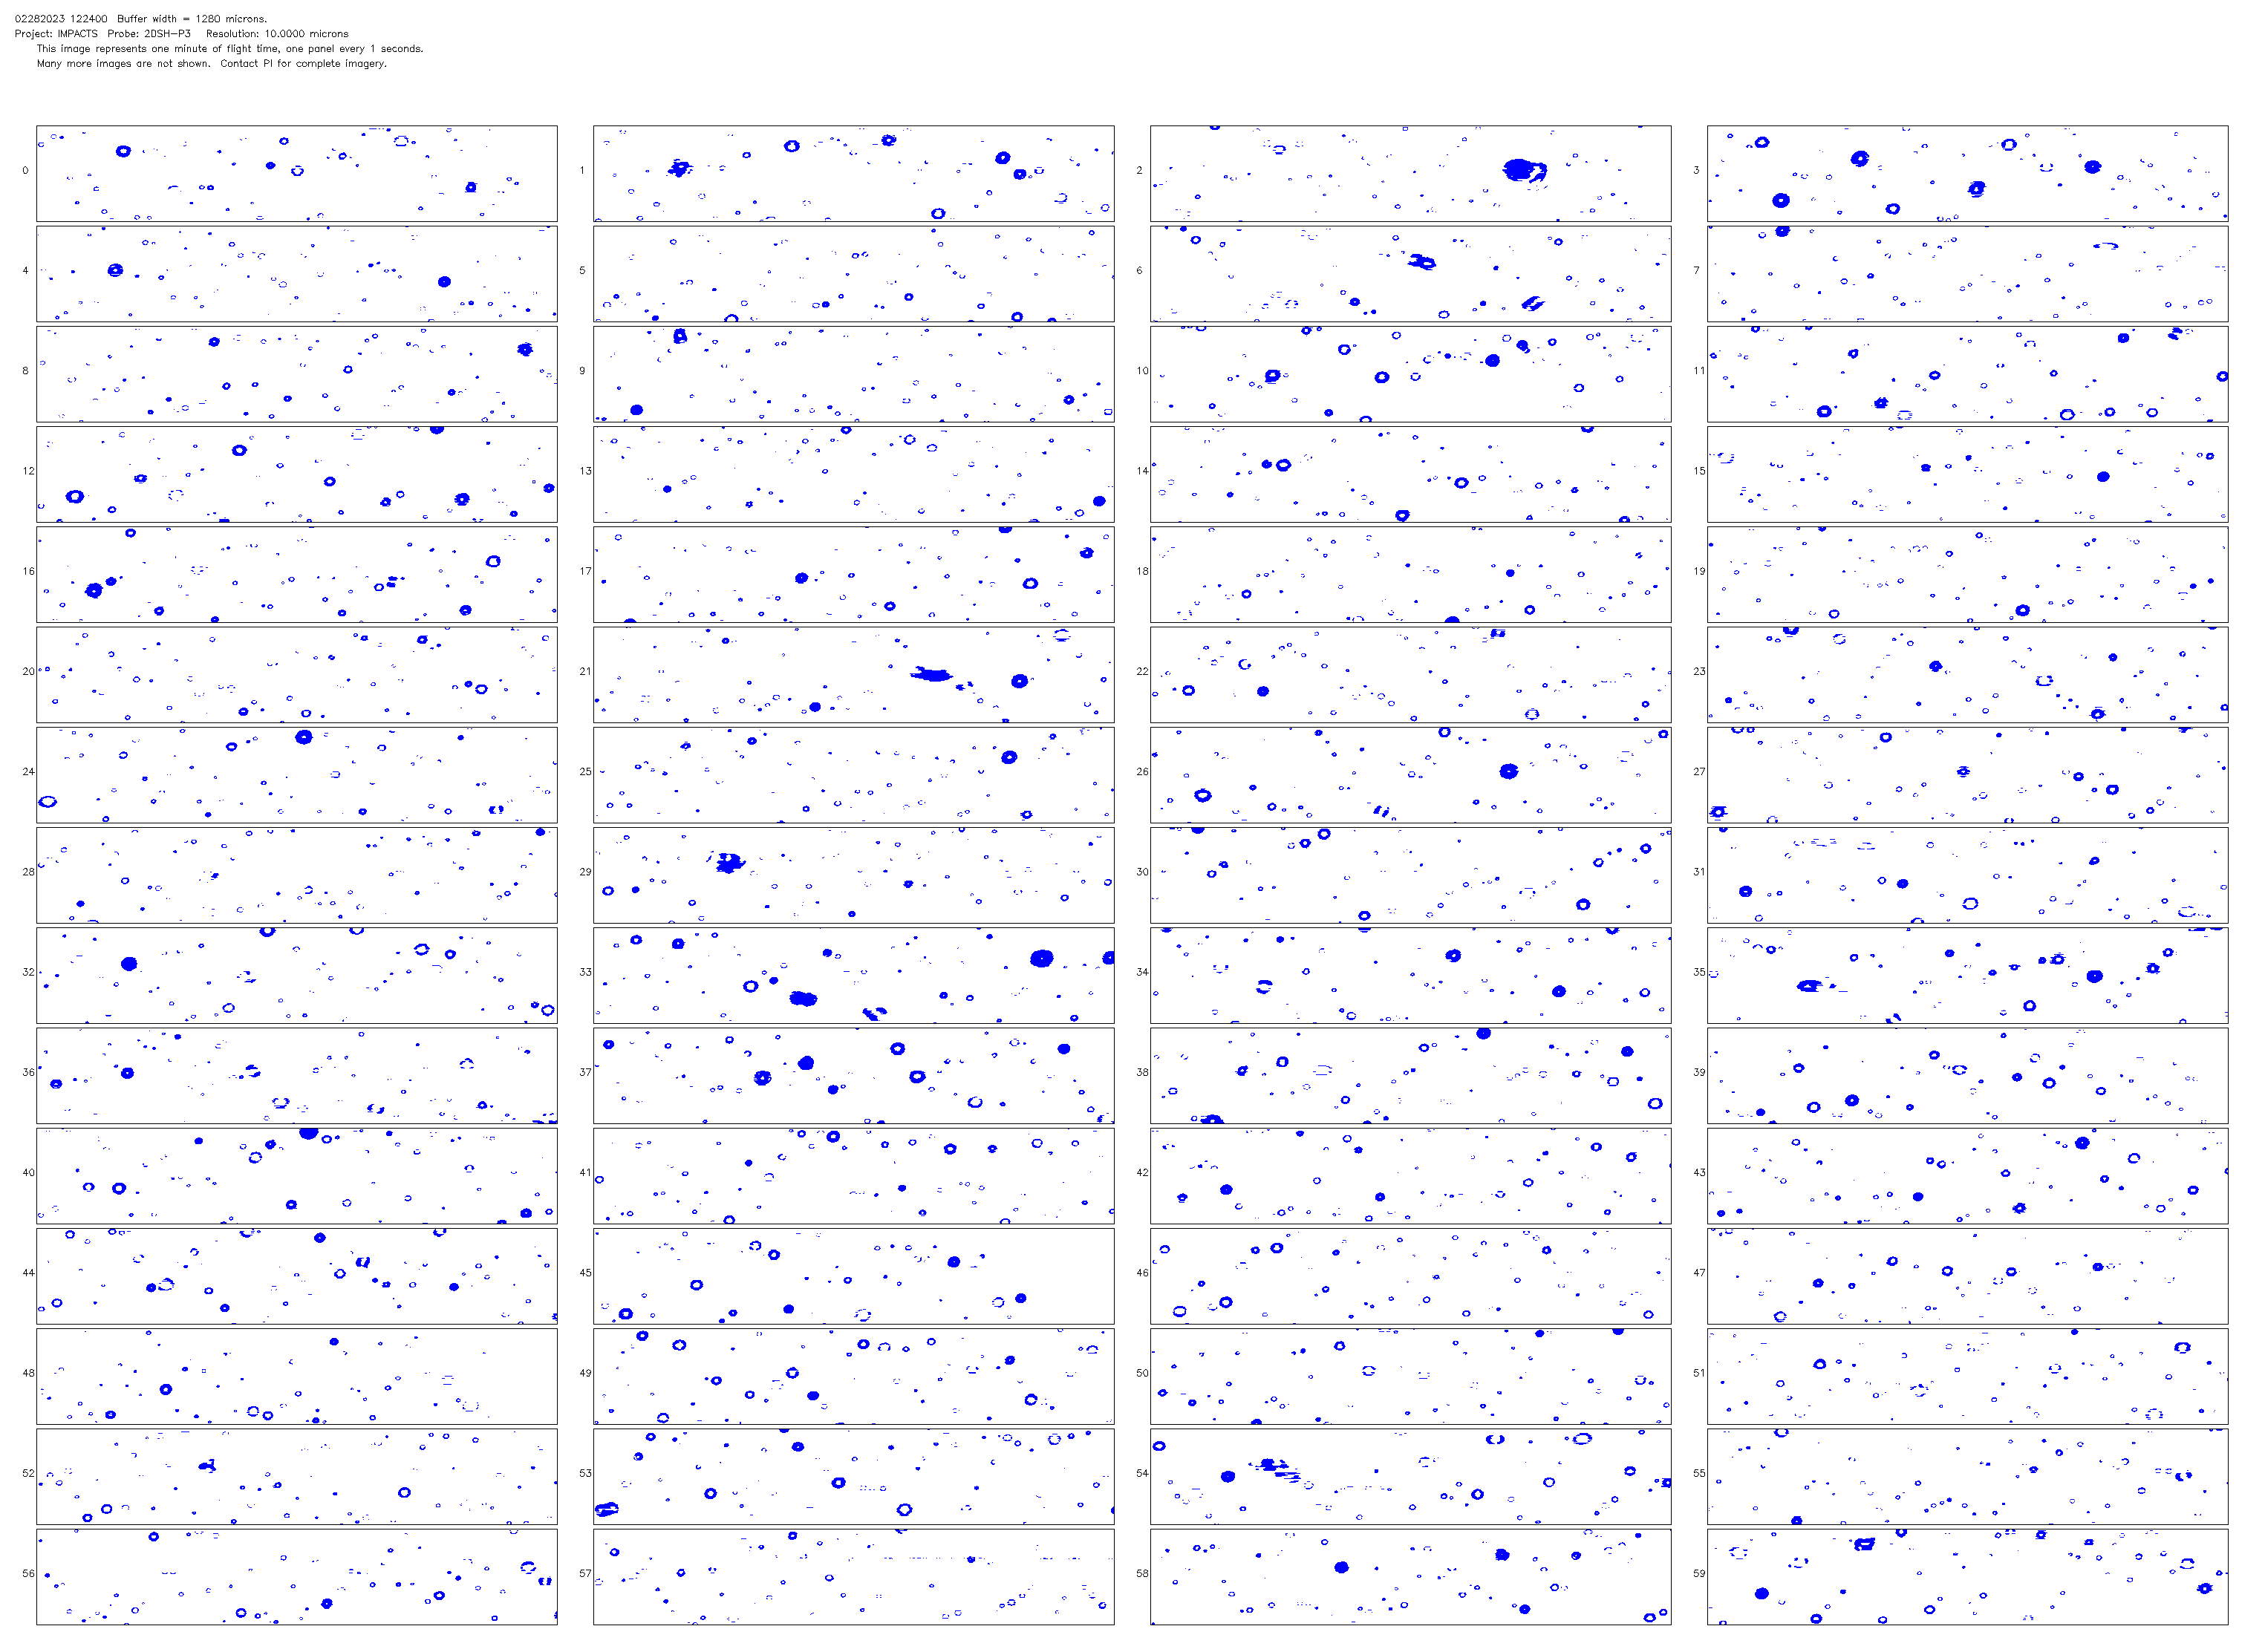 02282023 122400  Buffer width = 1280 microns.
Project: IMPACTS  Probe: 2DSH-P3  Resolution: 10.0000 microns
This image represents one minute of flight time, one panel every 1 seconds.
Many more images are not shown.  Contact PI for complete imagery.
0 1 2 3
4 5 6 7
8 9 10 11
12 13 14 15
16 17 18 19
20 21 22 23
24 25 26 27
28 29 30 31
32 33 34 35
36 37 38 39
40 41 42 43
44 45 46 47
48 49 50 51
52 53 54 55
56 57 58 59